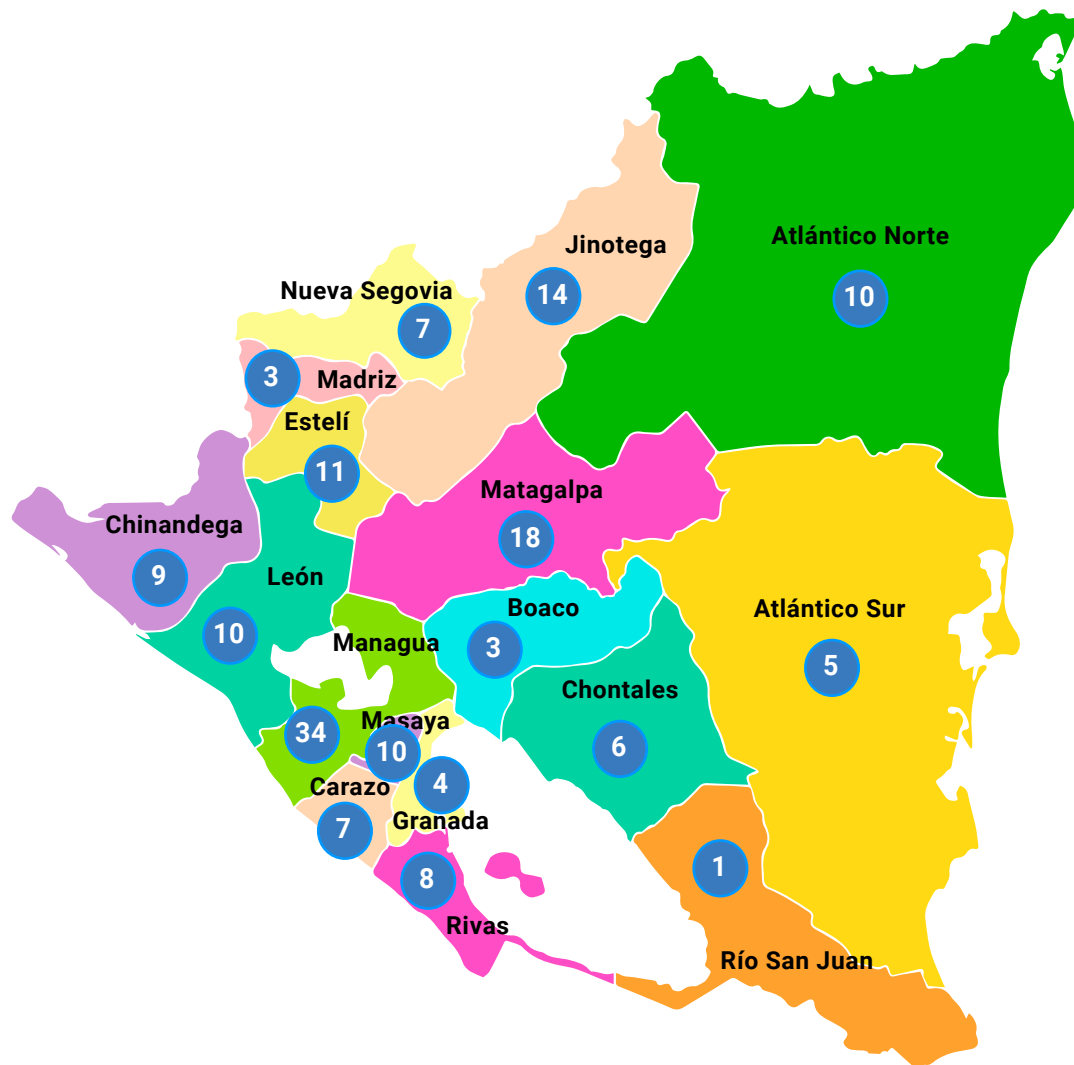 Atlántico Norte
Jinotega
10
14
Nueva Segovia
7
3
Madriz
Estelí
11
Matagalpa
Chinandega
18
9
León
Boaco
Atlántico Sur
10
Managua
3
5
Chontales
Masaya
34
10
6
Carazo
4
Granada
7
1
8
Rivas
Río San Juan